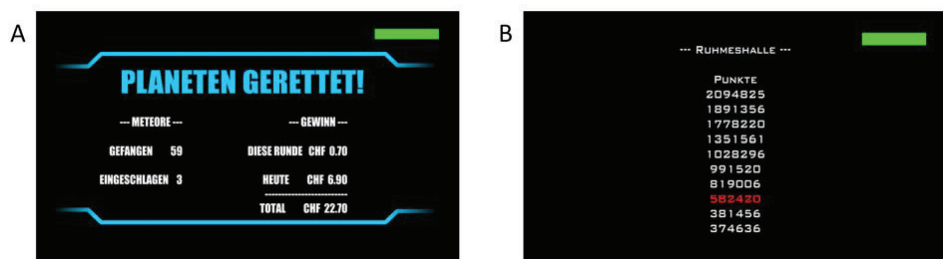 A
PLANETEN GERETTET!
--- METEORE ---
--- GEWINN ---
GEFANGEN 59
DIESE RUNDE CHF 0.70
EINGESCHLAGEN 3
HEUTE CHF 6.90
TOTAL CHF 22.70
B
--- RUHMESHALLE ---
PUNKTE
2094825
1891356
1778220
1351561
1028296
991520
819006
582420
381456
374636